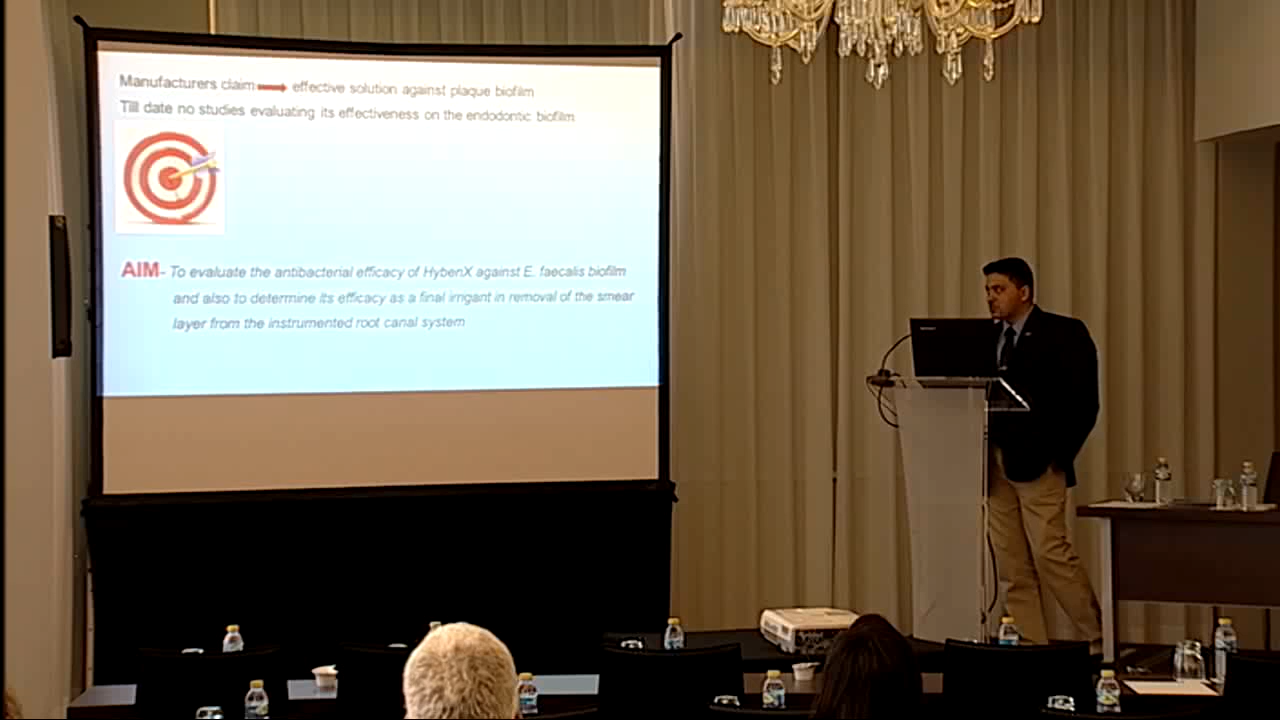 Manufacturers claim effective solution against plaque biofilm
Till date no studies evaluating its effectiveness on the endodontic biofilm
AIM- To evaluate the antibacterial efficacy of HybenX against E. faecalis biofilm
and also to determine its efficacy as a final irrigant in removal of the smear
layer from the instrumented root canal system